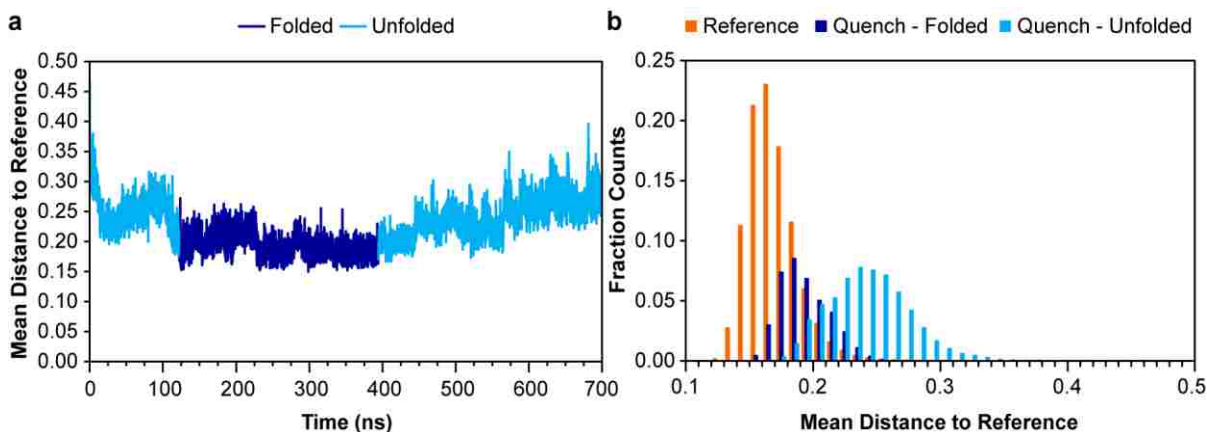 a
Folded Unfolded
Mean Distance to Reference
0.50
0.45
0.40
0.35
0.30
0.25
0.20
0.15
0.10
0.05
0.00
0 100 200 300 400 500 600 700
Time (ns)
b
Reference Quench - Folded Quench - Unfolded
Fraction Counts
0.25
0.20
0.15
0.10
0.05
0.00
0.1 0.2 0.3 0.4 0.5
Mean Distance to Reference